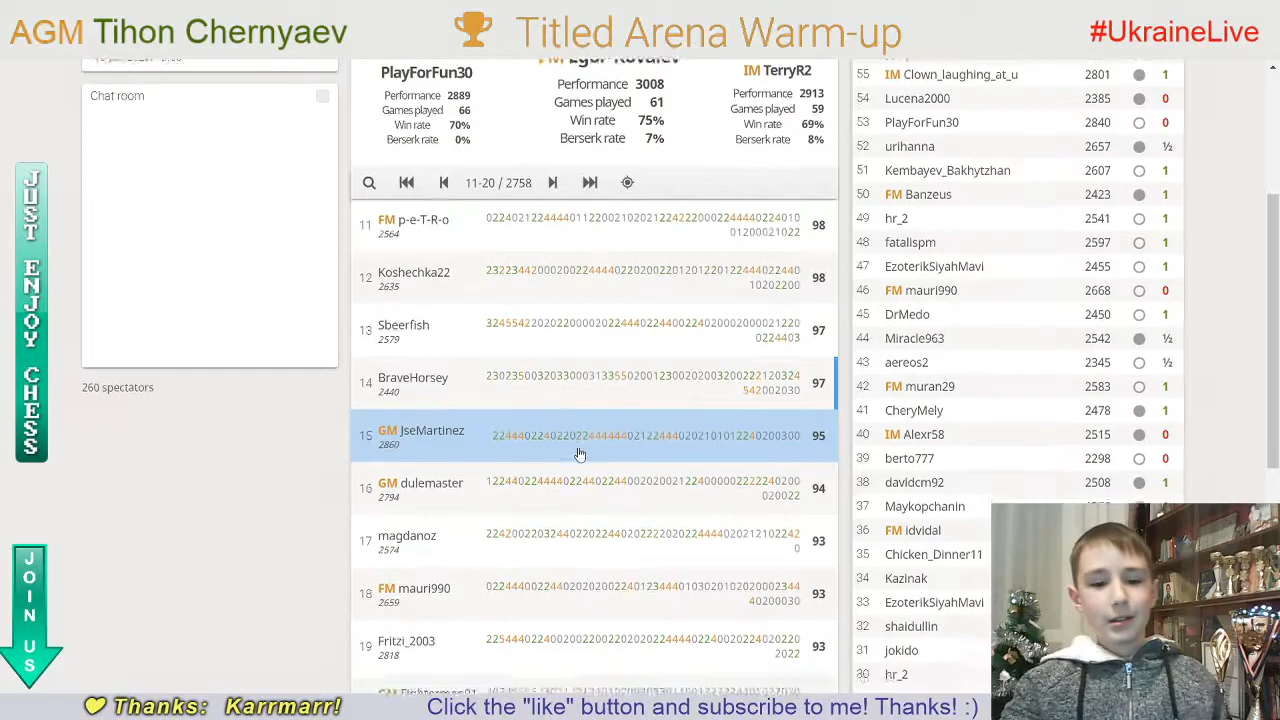 AGM Tihon Chernyaev
Titled Arena Warm-up
#UkraineLive
JUST ENJOY CHESS
JOIN US
Chat room
260 spectators
PlayForFun30
Performance 2889
Games played 66
Win rate 70%
Berserk rate 0%
FM Egor-Kovalev
Performance 3008
Games played 61
Win rate 75%
Berserk rate 7%
IM TerryR2
Performance 2913
Games played 59
Win rate 69%
Berserk rate 8%
11-20 / 2758
11 FM p-e-T-R-o 98
2564
12 Koshechka22 98
2635
10202200
13 Sbeerfish 97
2579
0224403
14 BraveHorsey 97
2440
542002030
15 GM JseMartinez 95
2860
16 GM dulemaster 94
2794
020022
17 magdanoz 93
2574
0
18 FM mauri990 93
2659
40200030
19 Fritzi_2003 93
2818
2022
55 IM Clown_laughing_at_u 2801 1
54 Lucena2000 2385 0
53 PlayForFun30 2840 0
52 urihanna 2657 ½
51 Kembayev_Bakhytzhan 2607 1
50 FM Banzeus 2423 1
49 hr_2 2541 1
48 fatalispm 2597 1
47 EzoterikSiyahMavi 2455 1
46 FM mauri990 2668 0
45 DrMedo 2450 1
44 Miracle963 2542 ½
43 aereos2 2345 ½
42 FM muran29 2583 1
41 CheryMely 2478 1
40 IM Alexr58 2515 0
39 berto777 2298 0
38 davidcm92 2508 1
37 Maykopchanin
36 FM idvidal
35 Chicken_Dinner11
34 Kazinak
33 EzoterikSiyahMavi
32 shaidullin
31 jokido
30 hr_2
Thanks: Karrmarr!
Click the "like" button and subscribe to me! Thanks! :)